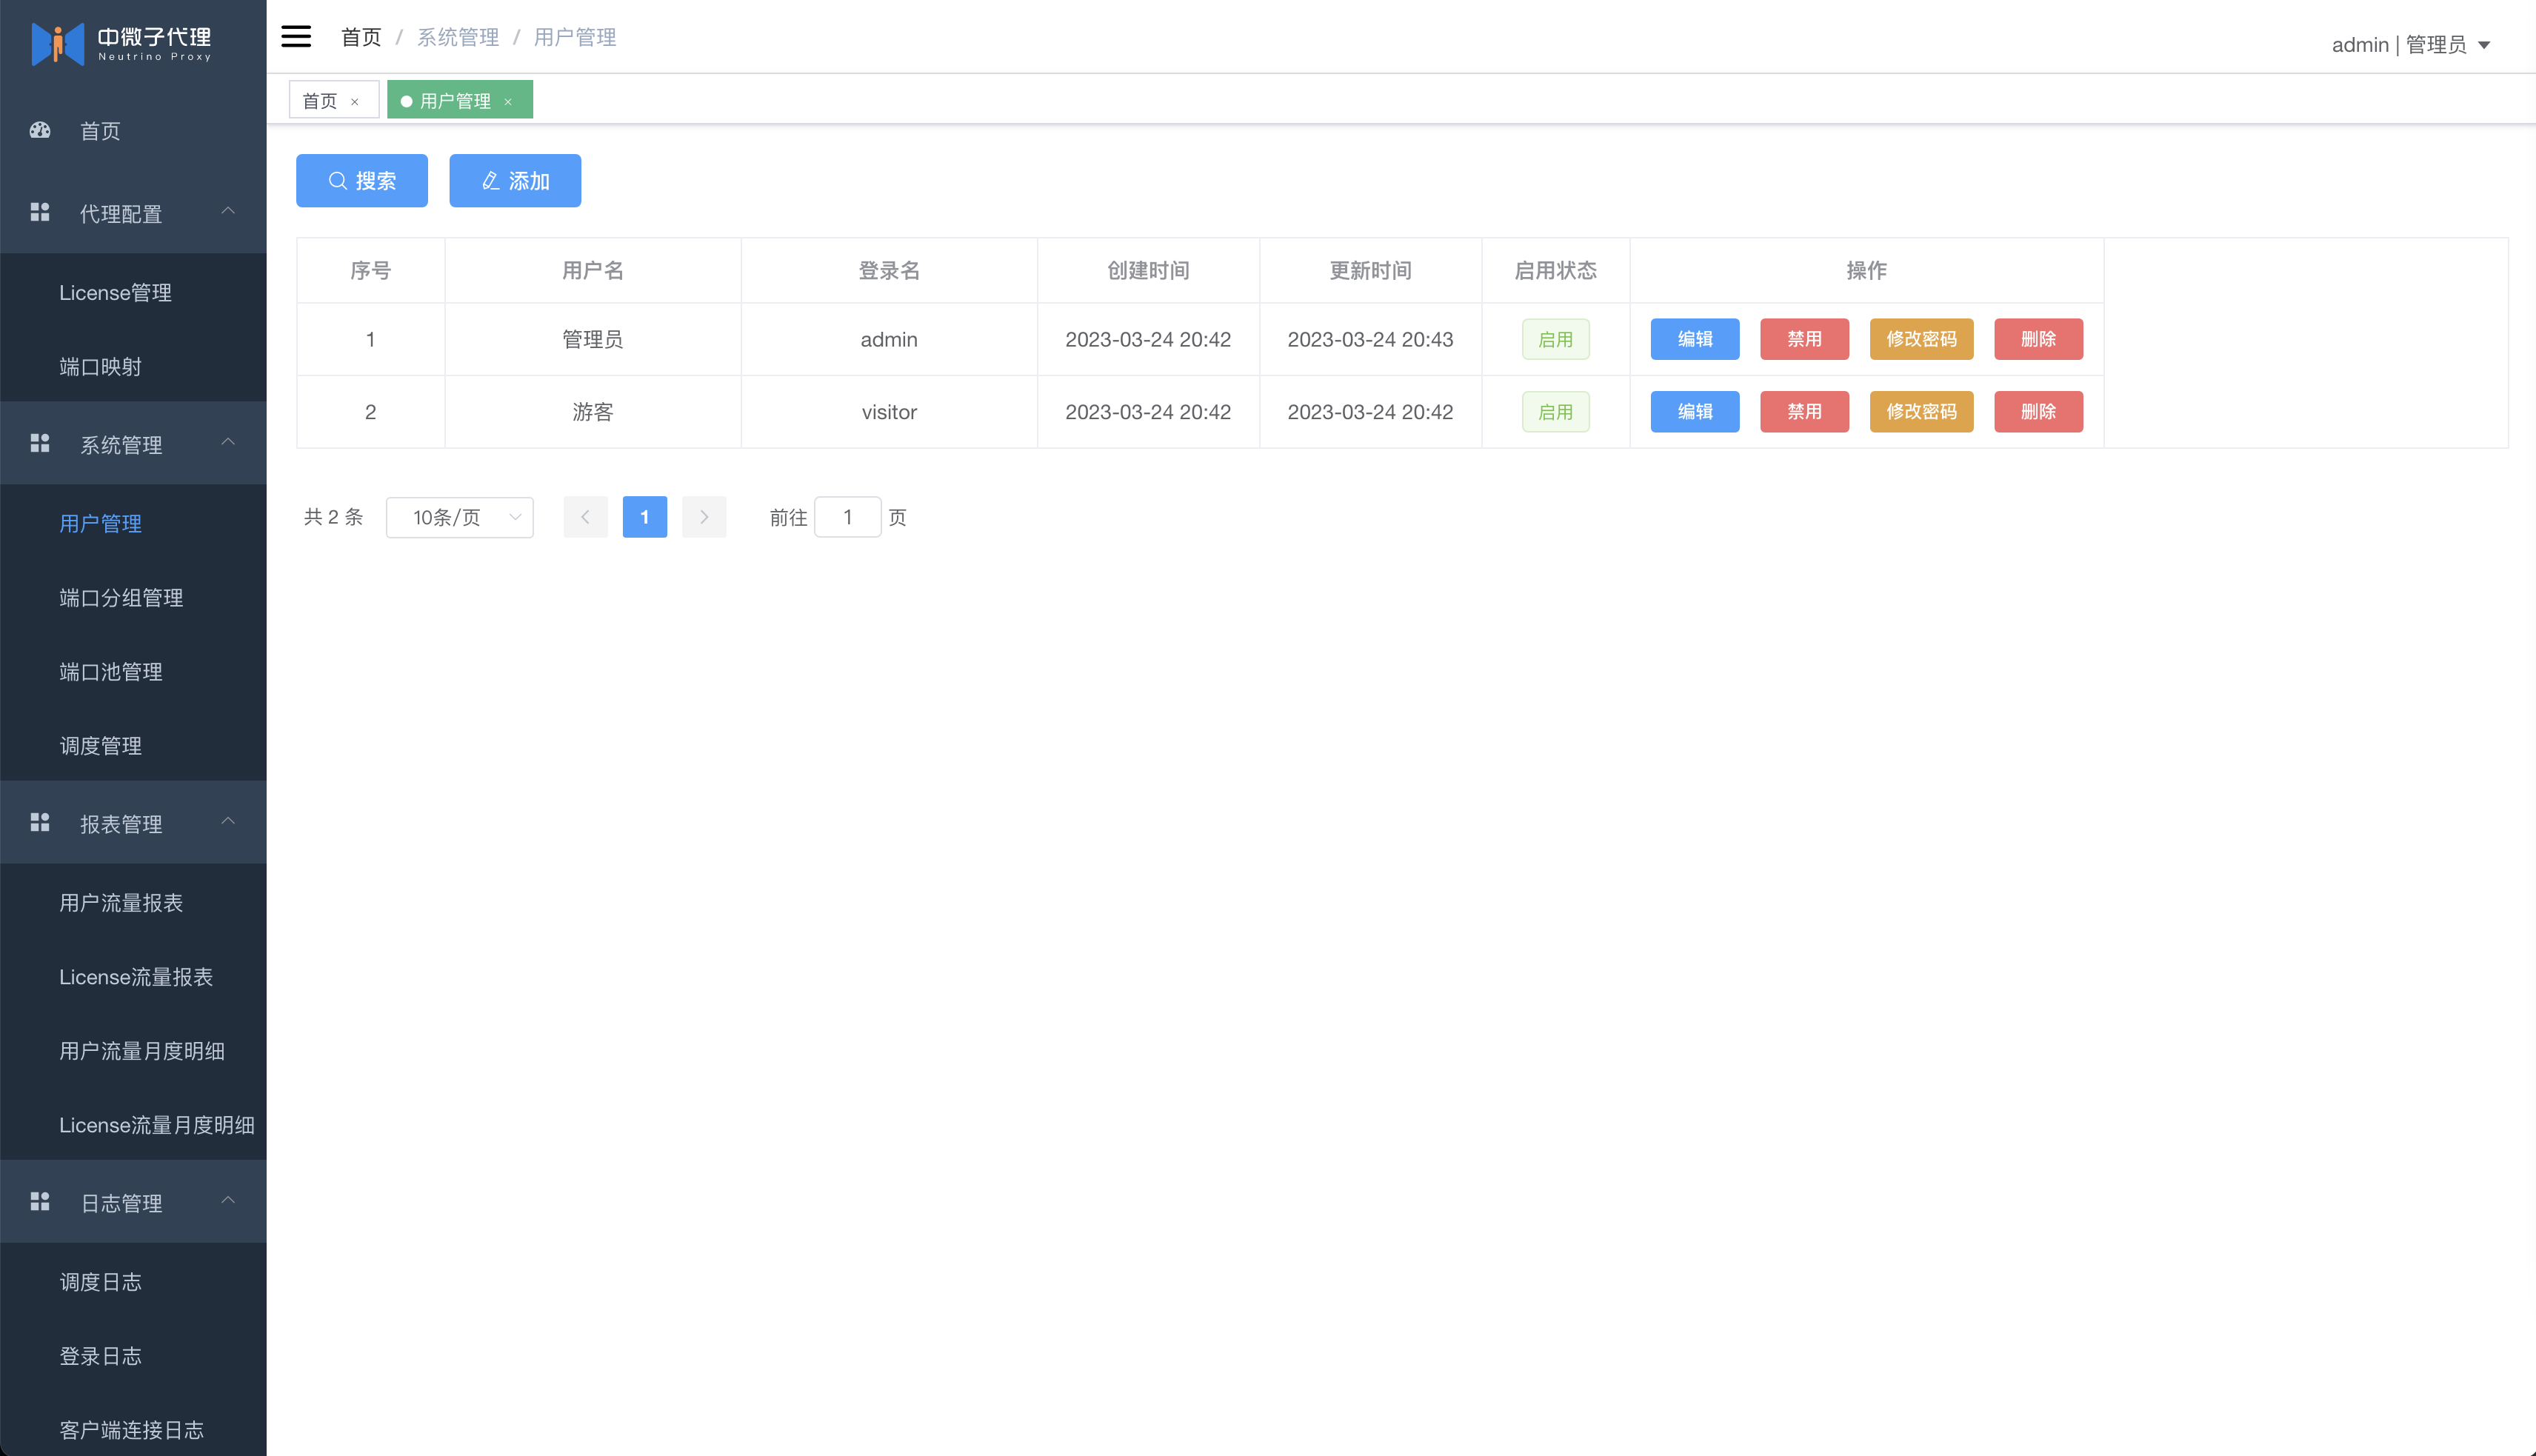 中微子代理
Neutrino Proxy
首页
代理配置
License管理
端口映射
系统管理
用户管理
端口分组管理
端口池管理
调度管理
报表管理
用户流量报表
License流量报表
用户流量月度明细
License流量月度明细
日志管理
调度日志
登录日志
客户端连接日志
首页 / 系统管理 / 用户管理
admin | 管理员
首页 ×
用户管理 ×
搜索 添加
序号 用户名 登录名 创建时间 更新时间 启用状态 操作
1 管理员 admin 2023-03-24 20:42 2023-03-24 20:43 启用 编辑 禁用 修改密码 删除
2 游客 visitor 2023-03-24 20:42 2023-03-24 20:42 启用 编辑 禁用 修改密码 删除
共 2 条 10条/页 1 前往 1 页